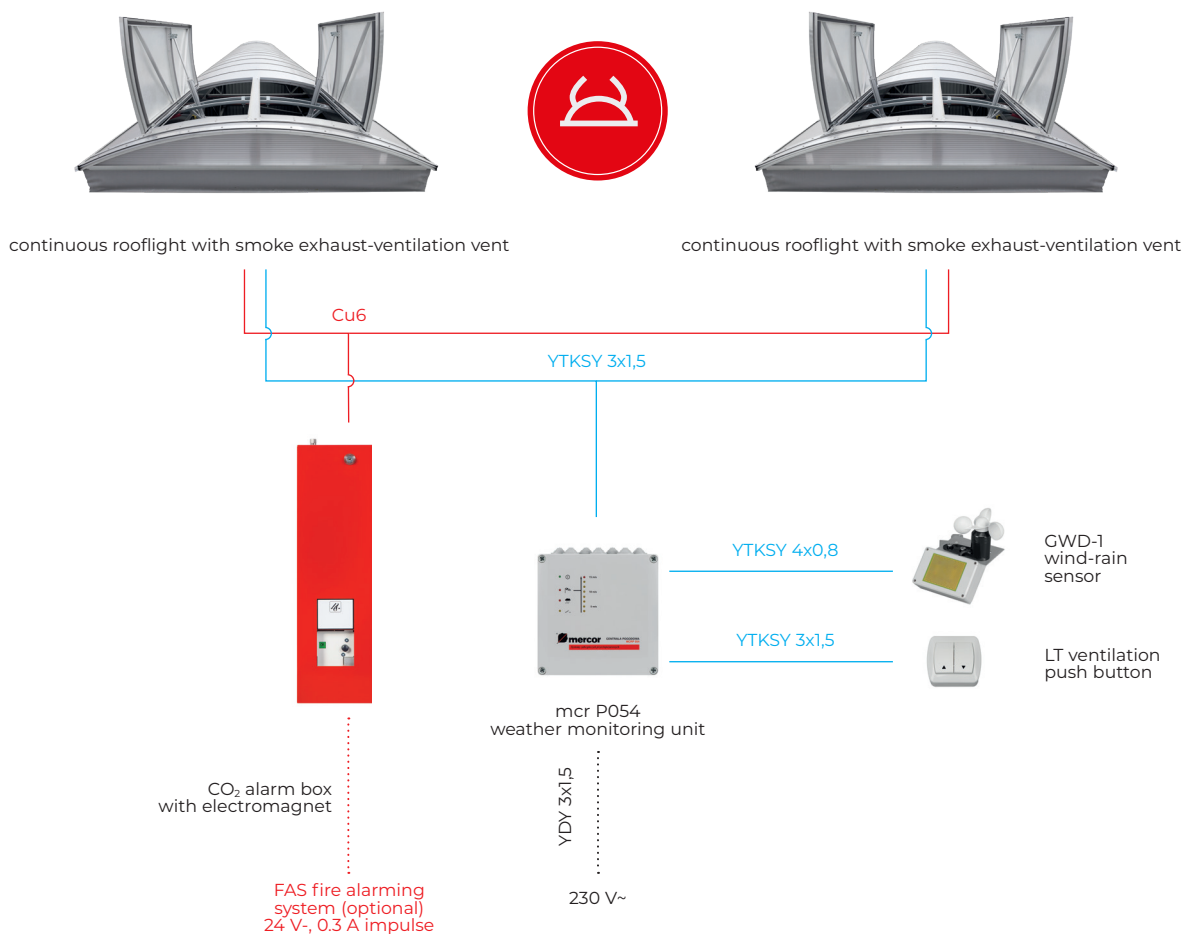 continuous rooflight with smoke exhaust-ventilation vent
continuous rooflight with smoke exhaust-ventilation vent
Cu6
YTKSY 3x1,5
YTKSY 4x0,8
GWD-1
wind-rain
sensor
mercor
YTKSY 3x1,5
LT ventilation
push button
mcr P054
weather monitoring unit
CO₂ alarm box
with electromagnet
YDY 3x1,5
FAS fire alarming
system (optional)
24 V-, 0.3 A impulse
230 V~